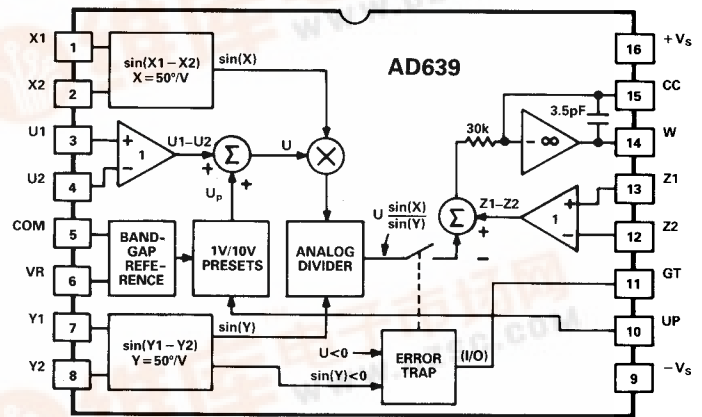 X1
1
X2
2
U1
3
U2
4
COM
5
VR
6
Y1
7
Y2
8
sin(X1−X2)
X=50°/V
sin(X)
AD639
+
−
1
U1−U2
+
Σ
+
U
×
Up
BAND-
GAP
REFE-
RENCE
1V/10V
PRESETS
ANALOG
DIVIDER
U sin(X)
sin(Y)
sin(Y)
sin(Y1−Y2)
Y=50°/V
U<0
sin(Y)<0
ERROR
TRAP
(I/O)
30k
−∞
3.5pF
Σ
Z1−Z2
+
−
1
+
−
16
+Vs
15
CC
14
W
13
Z1
12
Z2
11
GT
10
UP
9
−Vs